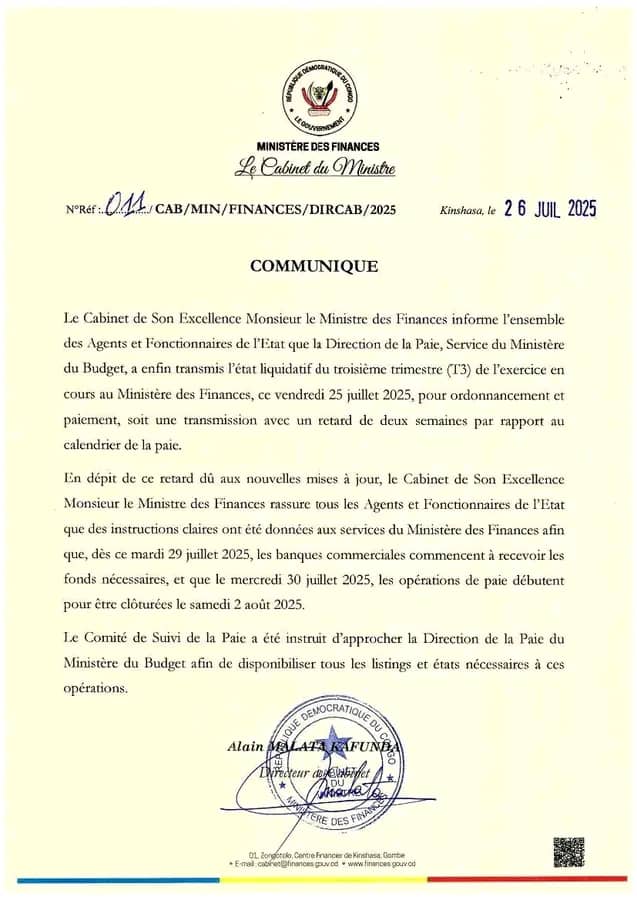 RÉPUBLIQUE DÉMOCRATIQUE DU CONGO
LE GOUVERNEMENT
MINISTÈRE DES FINANCES
Le Cabinet du Ministre
N°Réf :...011.../ CAB/MIN/FINANCES/DIRCAB/2025
Kinshasa, le 26 JUIL 2025
COMMUNIQUE
Le Cabinet de Son Excellence Monsieur le Ministre des Finances informe l'ensemble
des Agents et Fonctionnaires de l'Etat que la Direction de la Paie, Service du Ministère
du Budget, a enfin transmis l'état liquidatif du troisième trimestre (T3) de l'exercice en
cours au Ministère des Finances, ce vendredi 25 juillet 2025, pour ordonnancement et
paiement, soit une transmission avec un retard de deux semaines par rapport au
calendrier de la paie.
En dépit de ce retard dû aux nouvelles mises à jour, le Cabinet de Son Excellence
Monsieur le Ministre des Finances rassure tous les Agents et Fonctionnaires de l'Etat
que des instructions claires ont été données aux services du Ministère des Finances afin
que, dès ce mardi 29 juillet 2025, les banques commerciales commencent à recevoir les
fonds nécessaires, et que le mercredi 30 juillet 2025, les opérations de paie débutent
pour être clôturées le samedi 2 août 2025.
Le Comité de Suivi de la Paie a été instruit d'approcher la Direction de la Paie du
Ministère du Budget afin de disponibiliser tous les listings et états nécessaires à ces
opérations.
Alain MALATA KAFUNDA
Directeur de Cabinet
REPUBLIQUE DEMOCRATIQUE DU CONGO
CABINET
DU
MINISTRE
MINISTÈRE DES FINANCES
01, Zongotolo, Centre Financier de Kinshasa, Gombe
• E-mail: cabinet@finances.gouv.cd • www.finances.gouv.cd